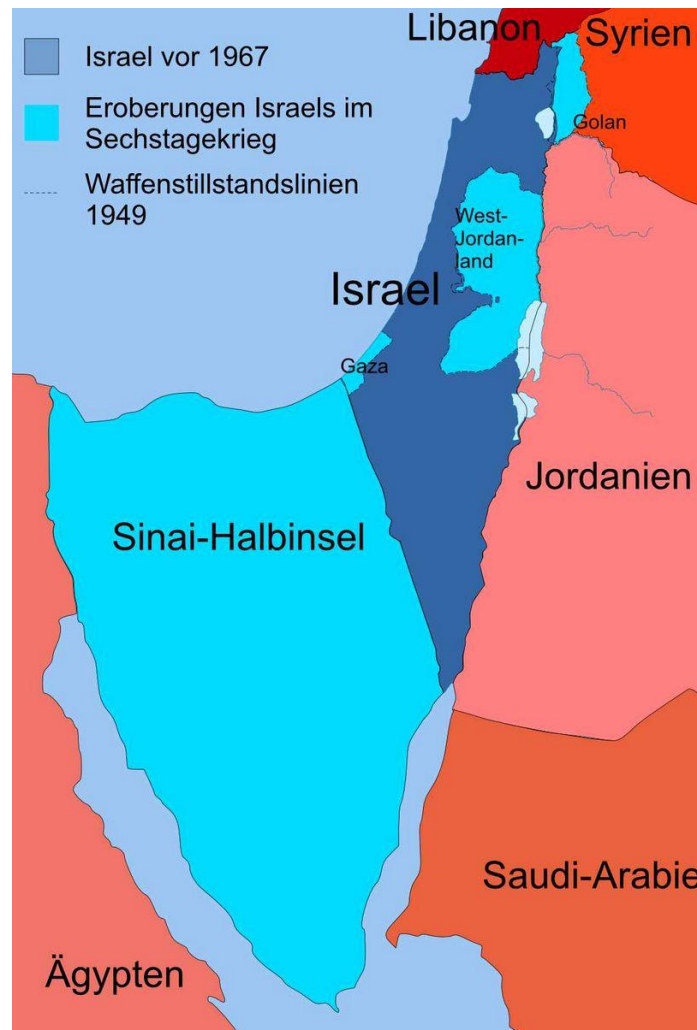 Libanon
Syrien
Israel vor 1967
Eroberungen Israels im
Sechstagekrieg
Waffenstillstandslinien
1949
Golan
West-
Jordan-
land
Israel
Gaza
Jordanien
Sinai-Halbinsel
Saudi-Arabie
Ägypten